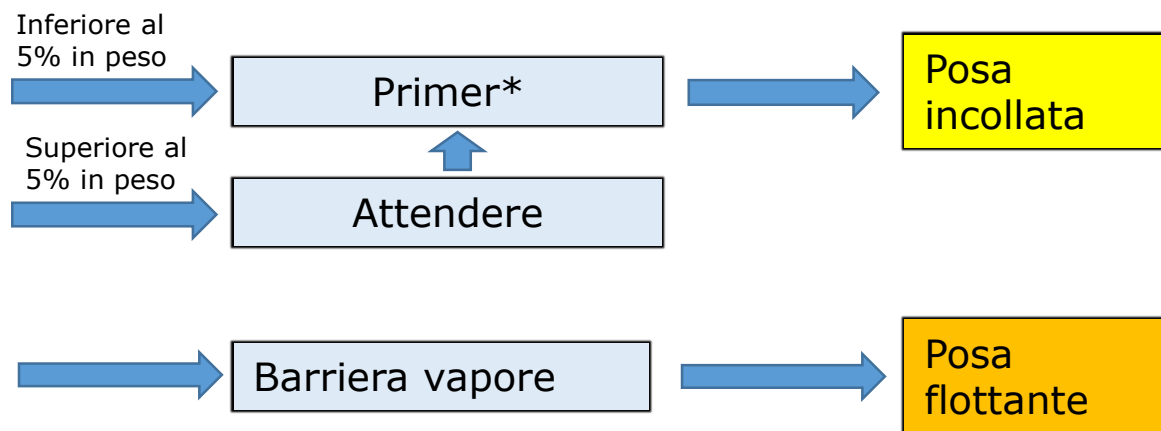 Inferiore al
5% in peso
Primer*
Posa
incollata
Superiore al
5% in peso
Attendere
Barriera vapore
Posa
flottante